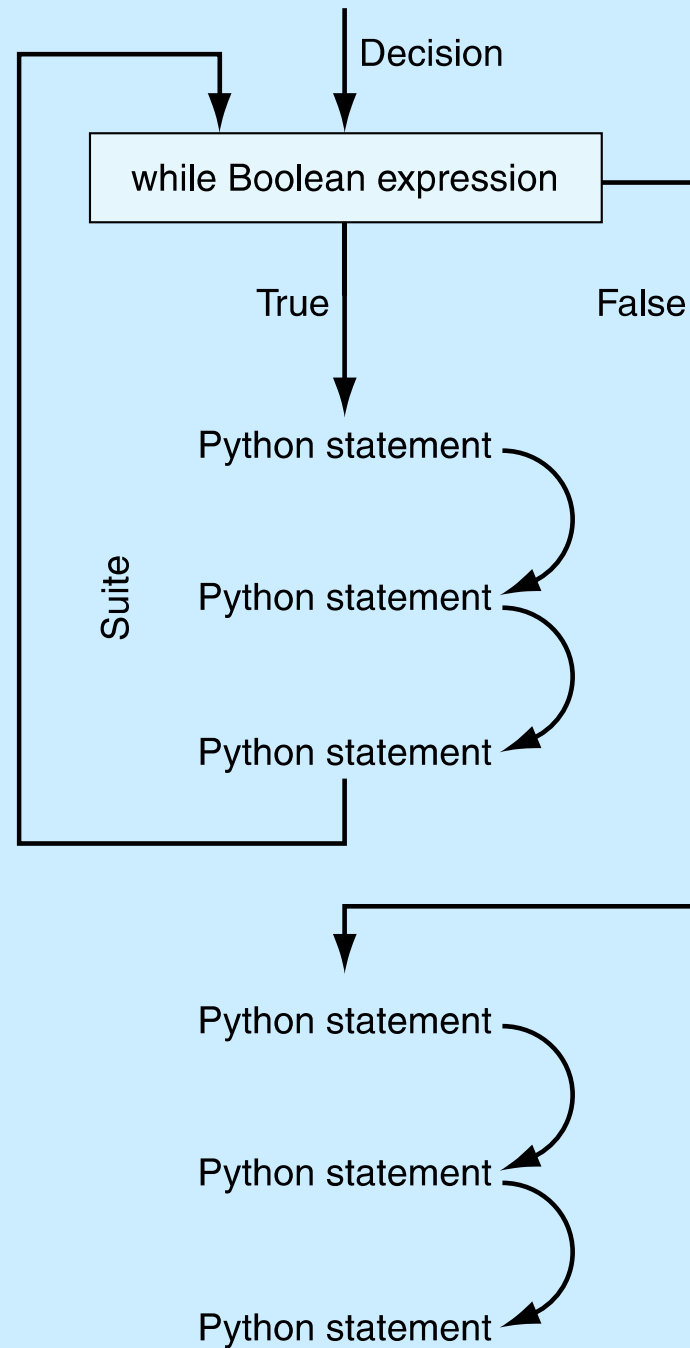 Decision
while Boolean expression
True
False
Python statement
Suite
Python statement
Python statement
Python statement
Python statement
Python statement